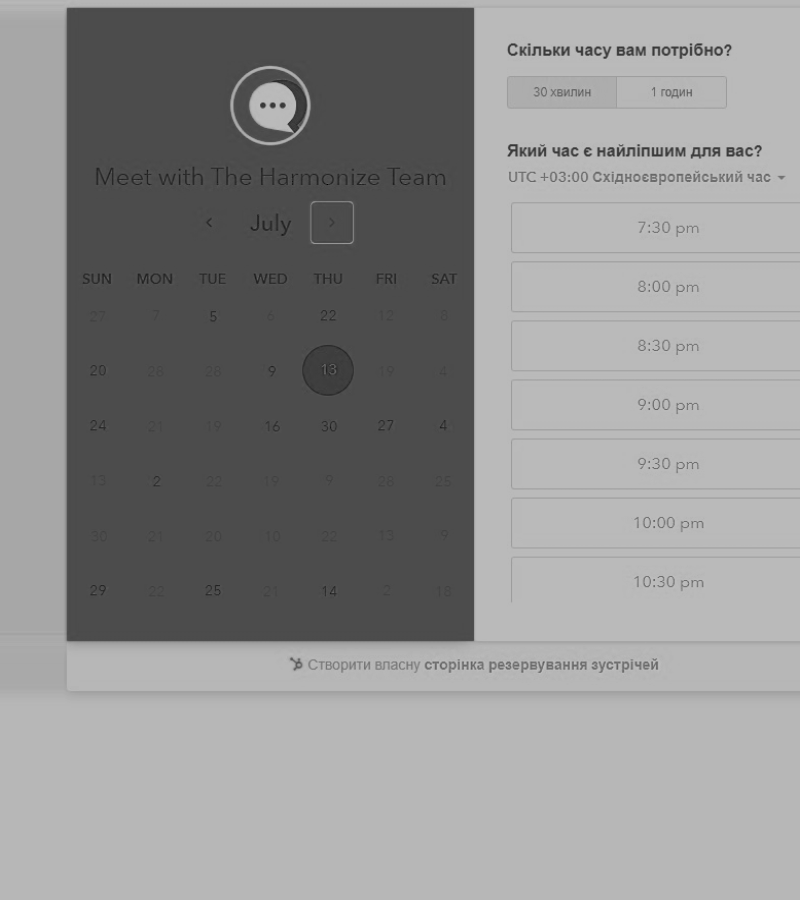 Meet with The Harmonize Team
July
SUN MON TUE WED THU FRI SAT
27 7 5 6 22 12 8
20 28 28 9 13 19 4
24 21 19 16 30 27 4
13 2 22 19 9 28 25
30 21 20 10 22 13 9
29 22 25 21 14 2 18
Скільки часу вам потрібно?
30 хвилин 1 годин
Який час є найліпшим для вас?
UTC +03:00 Східноєвропейський час
7:30 pm
8:00 pm
8:30 pm
9:00 pm
9:30 pm
10:00 pm
10:30 pm
Створити власну сторінка резервування зустрічей